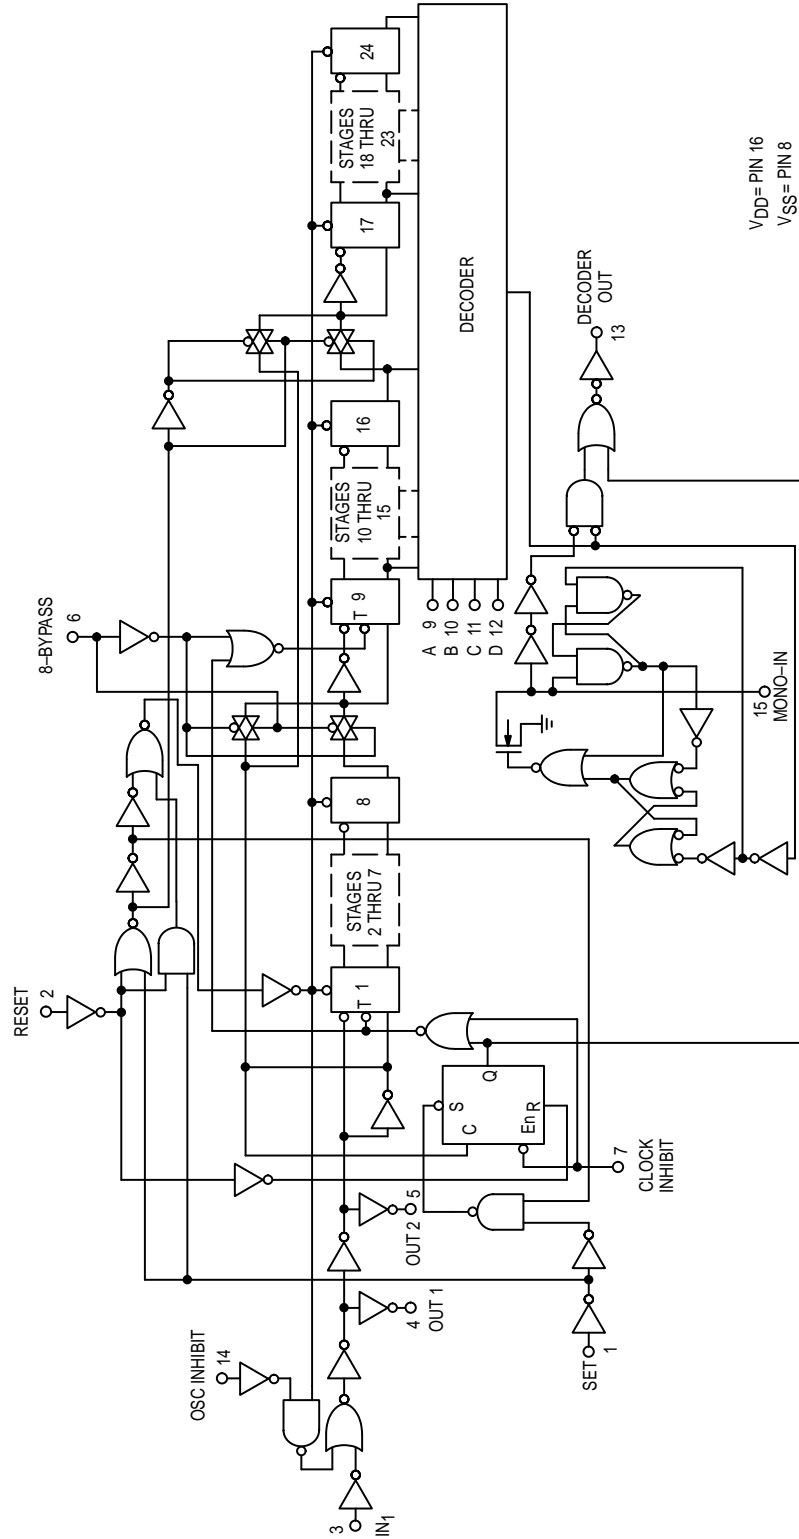 RESET
2
8–BYPASS
6
OSC INHIBIT
14
3
IN1
4
OUT 1
OUT 2
5
T 1
STAGES
2 THRU 7
8
T 9
STAGES
10 THRU
15
16
17
STAGES
18 THRU
23
24
DECODER
A 9
B 10
C 11
D 12
S
C
Q
En
R
SET
1
7
CLOCK
INHIBIT
15
MONO–IN
DECODER
OUT
13
VDD = PIN 16
VSS = PIN 8